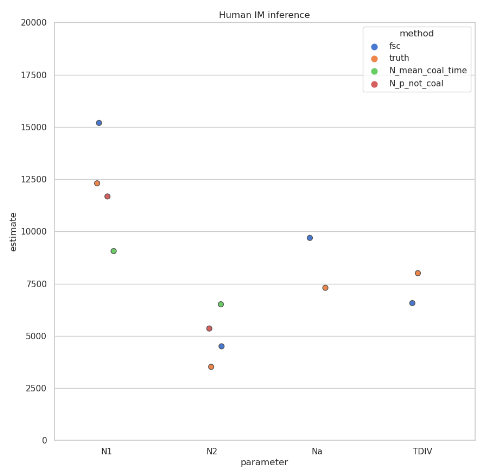 Human IM inference
method
fsc
truth
N_mean_coal_time
N_p_not_coal
20000
17500
15000
12500
10000
7500
5000
2500
0
estimate
N1 N2 Na TDIV
parameter